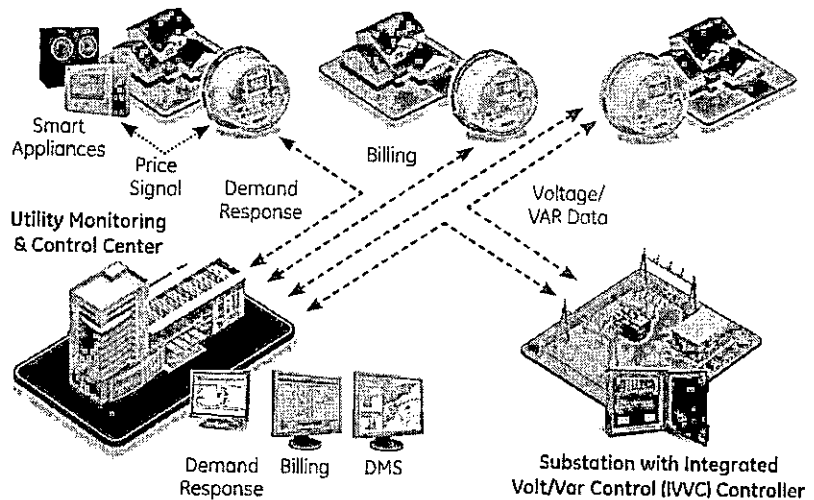 Smart
Appliances
Price
Signal
Demand
Response
Billing
Voltage/
VAR Data
Utility Monitoring
& Control Center
Demand
Response
Billing
DMS
Substation with Integrated
Volt/Var Control (IVVC) Controller